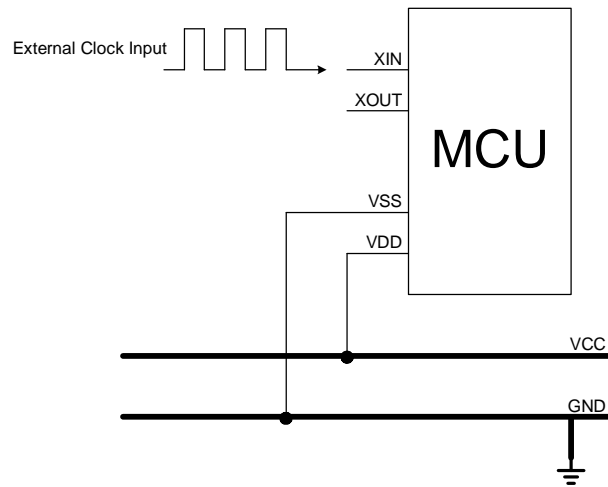 External Clock Input
XIN
XOUT
MCU
VSS
VDD
VCC
GND